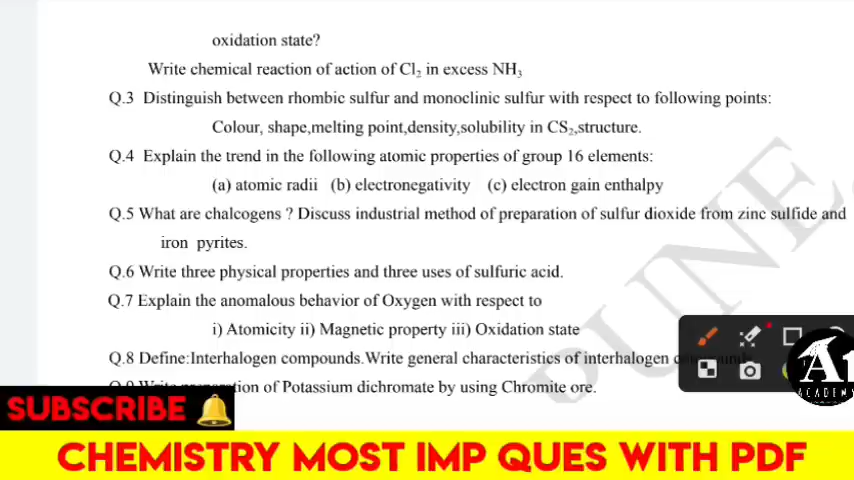 oxidation state?
Write chemical reaction of action of Cl₂ in excess NH₃
Q.3 Distinguish between rhombic sulfur and monoclinic sulfur with respect to following points:
Colour, shape,melting point,density,solubility in CS₂,structure.
Q.4 Explain the trend in the following atomic properties of group 16 elements:
(a) atomic radii (b) electronegativity (c) electron gain enthalpy
Q.5 What are chalcogens ? Discuss industrial method of preparation of sulfur dioxide from zinc sulfide and
iron pyrites.
Q.6 Write three physical properties and three uses of sulfuric acid.
Q.7 Explain the anomalous behavior of Oxygen with respect to
i) Atomicity ii) Magnetic property iii) Oxidation state
Q.8 Define:Interhalogen compounds.Write general characteristics of interhalogen
Q.9 Write preparation of Potassium dichromate by using Chromite ore.
PUNE
A1
ACADEMY
SUBSCRIBE
CHEMISTRY MOST IMP QUES WITH PDF